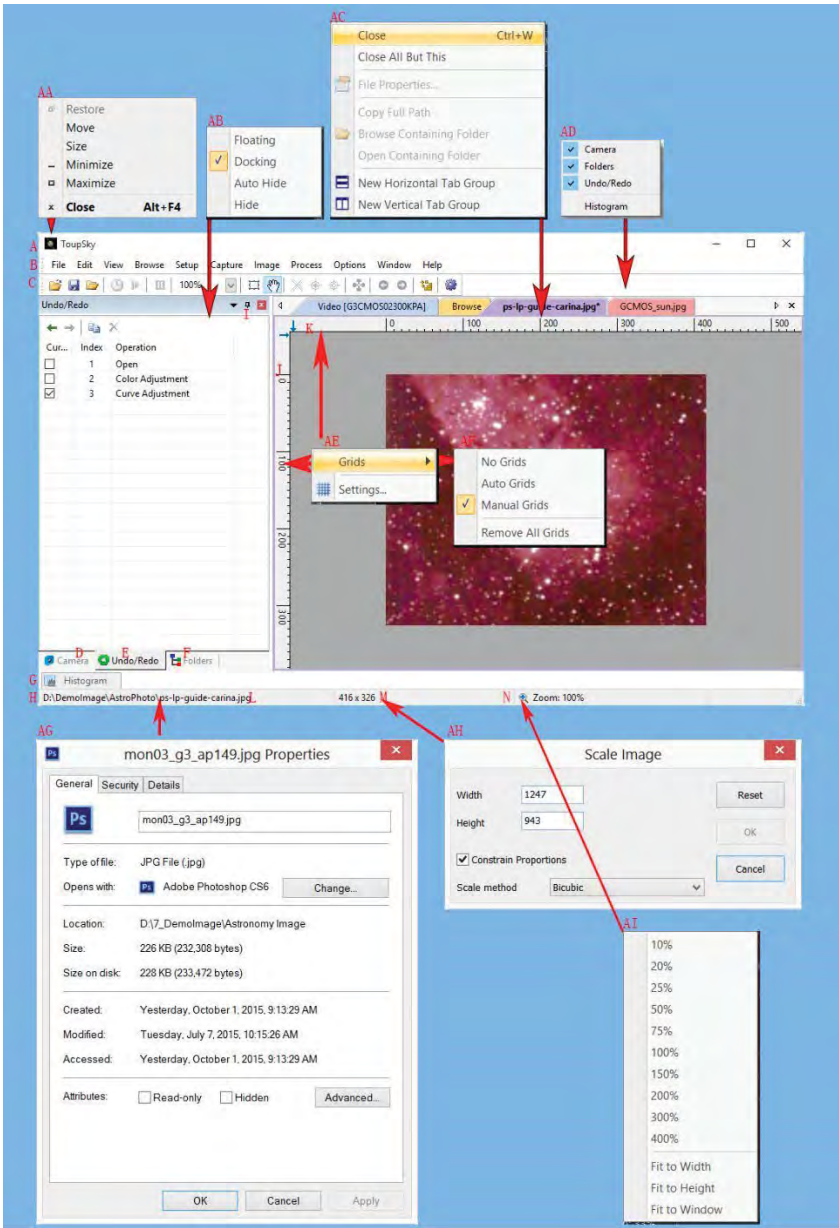 AC
Close Ctrl+W
Close All But This
File Properties...
Copy Full Path
Browse Containing Folder
Open Containing Folder
New Horizontal Tab Group
New Vertical Tab Group
AA
Restore
Move
Size
Minimize
Maximize
Close Alt+F4
AB
Floating
Docking
Auto Hide
Hide
AD
Camera
Folders
Undo/Redo
Histogram
A ToupSky
B File Edit View Browse Setup Capture Image Process Options Window Help
C 100%
Undo/Redo
I
Video [G3CMOS02300KPA] Browse ps-lp-guide-carina.jpg* GCMOS_sun.jpg
K 0 100 200 300 400 500
J
0
100
200
300
Cur... Index Operation
1 Open
2 Color Adjustment
3 Curve Adjustment
AE
Grids
Settings...
No Grids
Auto Grids
Manual Grids
Remove All Grids
D E F
Camera Undo/Redo Folders
G Histogram
H D:\DemoImage\AstroPhoto\ps-lp-guide-carina.jpg L 416 x 326 M N Zoom: 100%
AG
mon03_g3_ap149.jpg Properties
General Security Details
Ps
mon03_g3_ap149.jpg
Type of file: JPG File (.jpg)
Opens with: Ps Adobe Photoshop CS6 Change...
Location: D:\7_DemoImage\Astronomy Image
Size: 226 KB (232,308 bytes)
Size on disk: 228 KB (233,472 bytes)
Created: Yesterday, October 1, 2015, 9:13:29 AM
Modified: Tuesday, July 7, 2015, 10:15:26 AM
Accessed: Yesterday, October 1, 2015, 9:13:29 AM
Attributes: Read-only Hidden Advanced...
OK Cancel Apply
AH
Scale Image
Width 1247 Reset
Height 943 OK
Constrain Proportions
Cancel
Scale method Bicubic
AI
10%
20%
25%
50%
75%
100%
150%
200%
300%
400%
Fit to Width
Fit to Height
Fit to Window